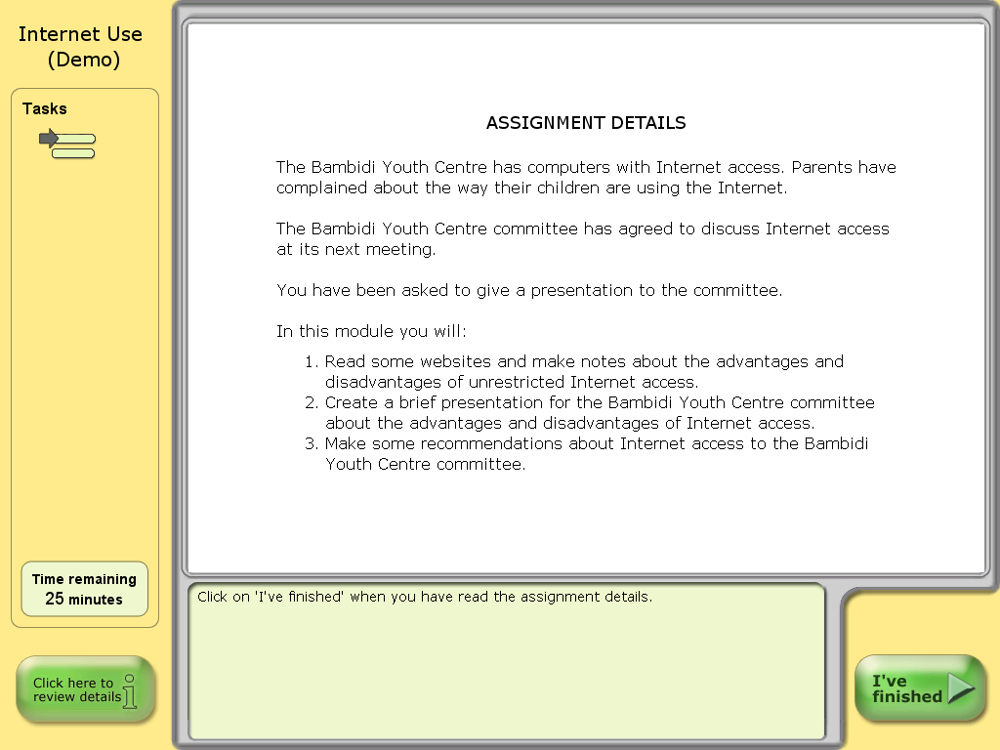 Internet Use
(Demo)
Tasks
Time remaining
25 minutes
Click here to
review details
ASSIGNMENT DETAILS
The Bambidi Youth Centre has computers with Internet access. Parents have
complained about the way their children are using the Internet.
The Bambidi Youth Centre committee has agreed to discuss Internet access
at its next meeting.
You have been asked to give a presentation to the committee.
In this module you will:
1. Read some websites and make notes about the advantages and
disadvantages of unrestricted Internet access.
2. Create a brief presentation for the Bambidi Youth Centre committee
about the advantages and disadvantages of Internet access.
3. Make some recommendations about Internet access to the Bambidi
Youth Centre committee.
Click on 'I've finished' when you have read the assignment details.
I've
finished